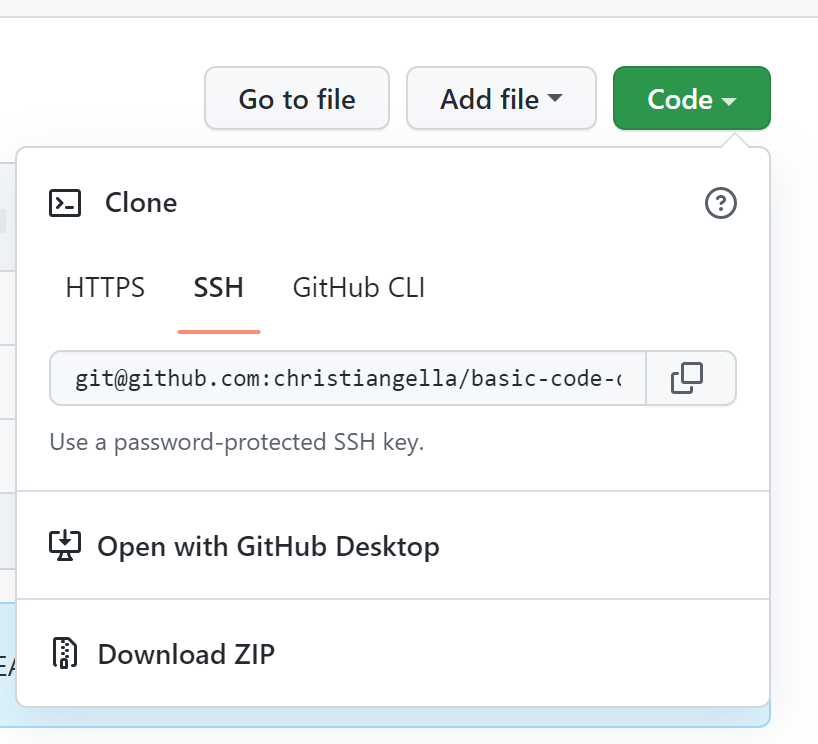 Go to file
Add file
Code
Clone
HTTPS
SSH
GitHub CLI
git@github.com:christiangella/basic-code-
Use a password-protected SSH key.
Open with GitHub Desktop
Download ZIP